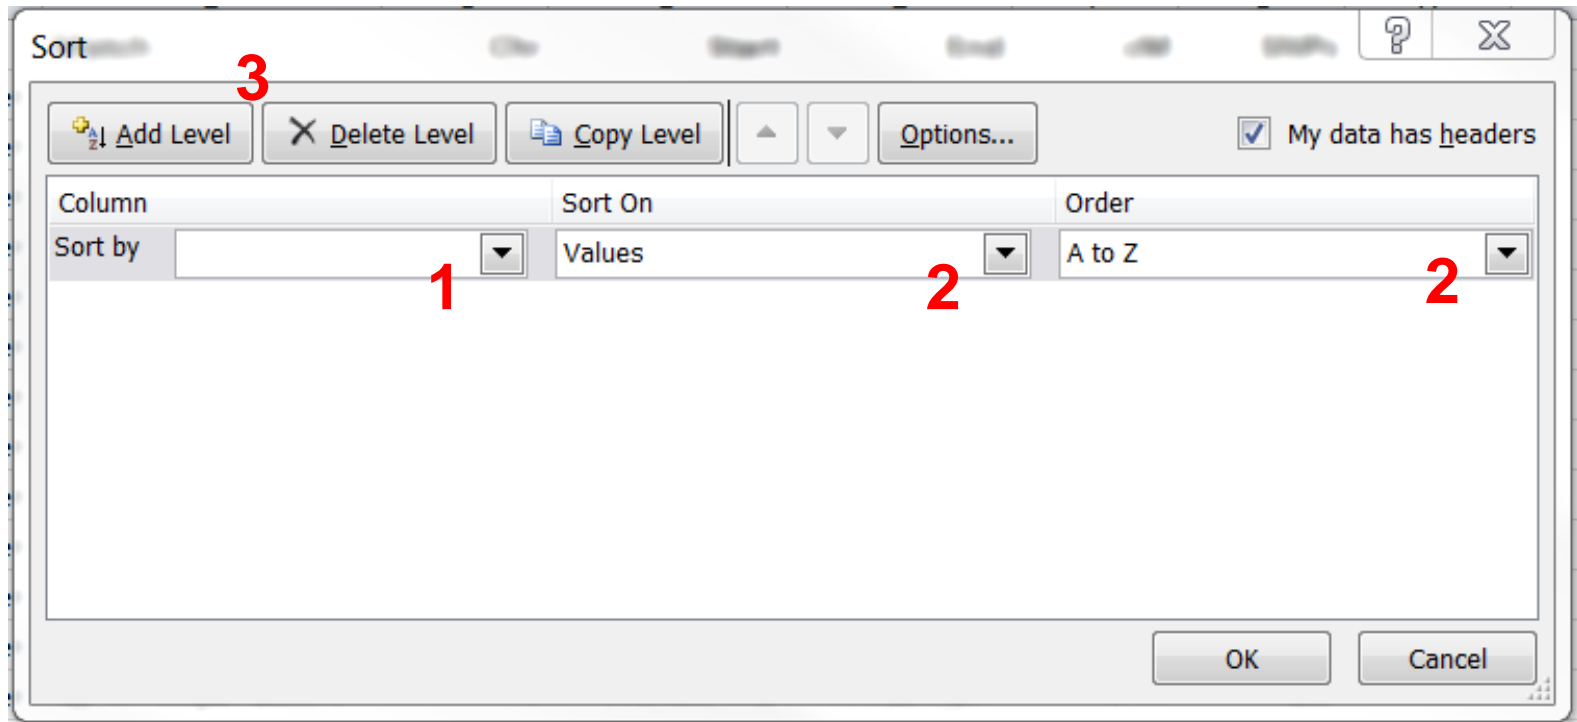 Sort
3
Add Level Delete Level Copy Level Options... My data has headers
Column Sort On Order
Sort by Values A to Z
1 2 2
OK Cancel